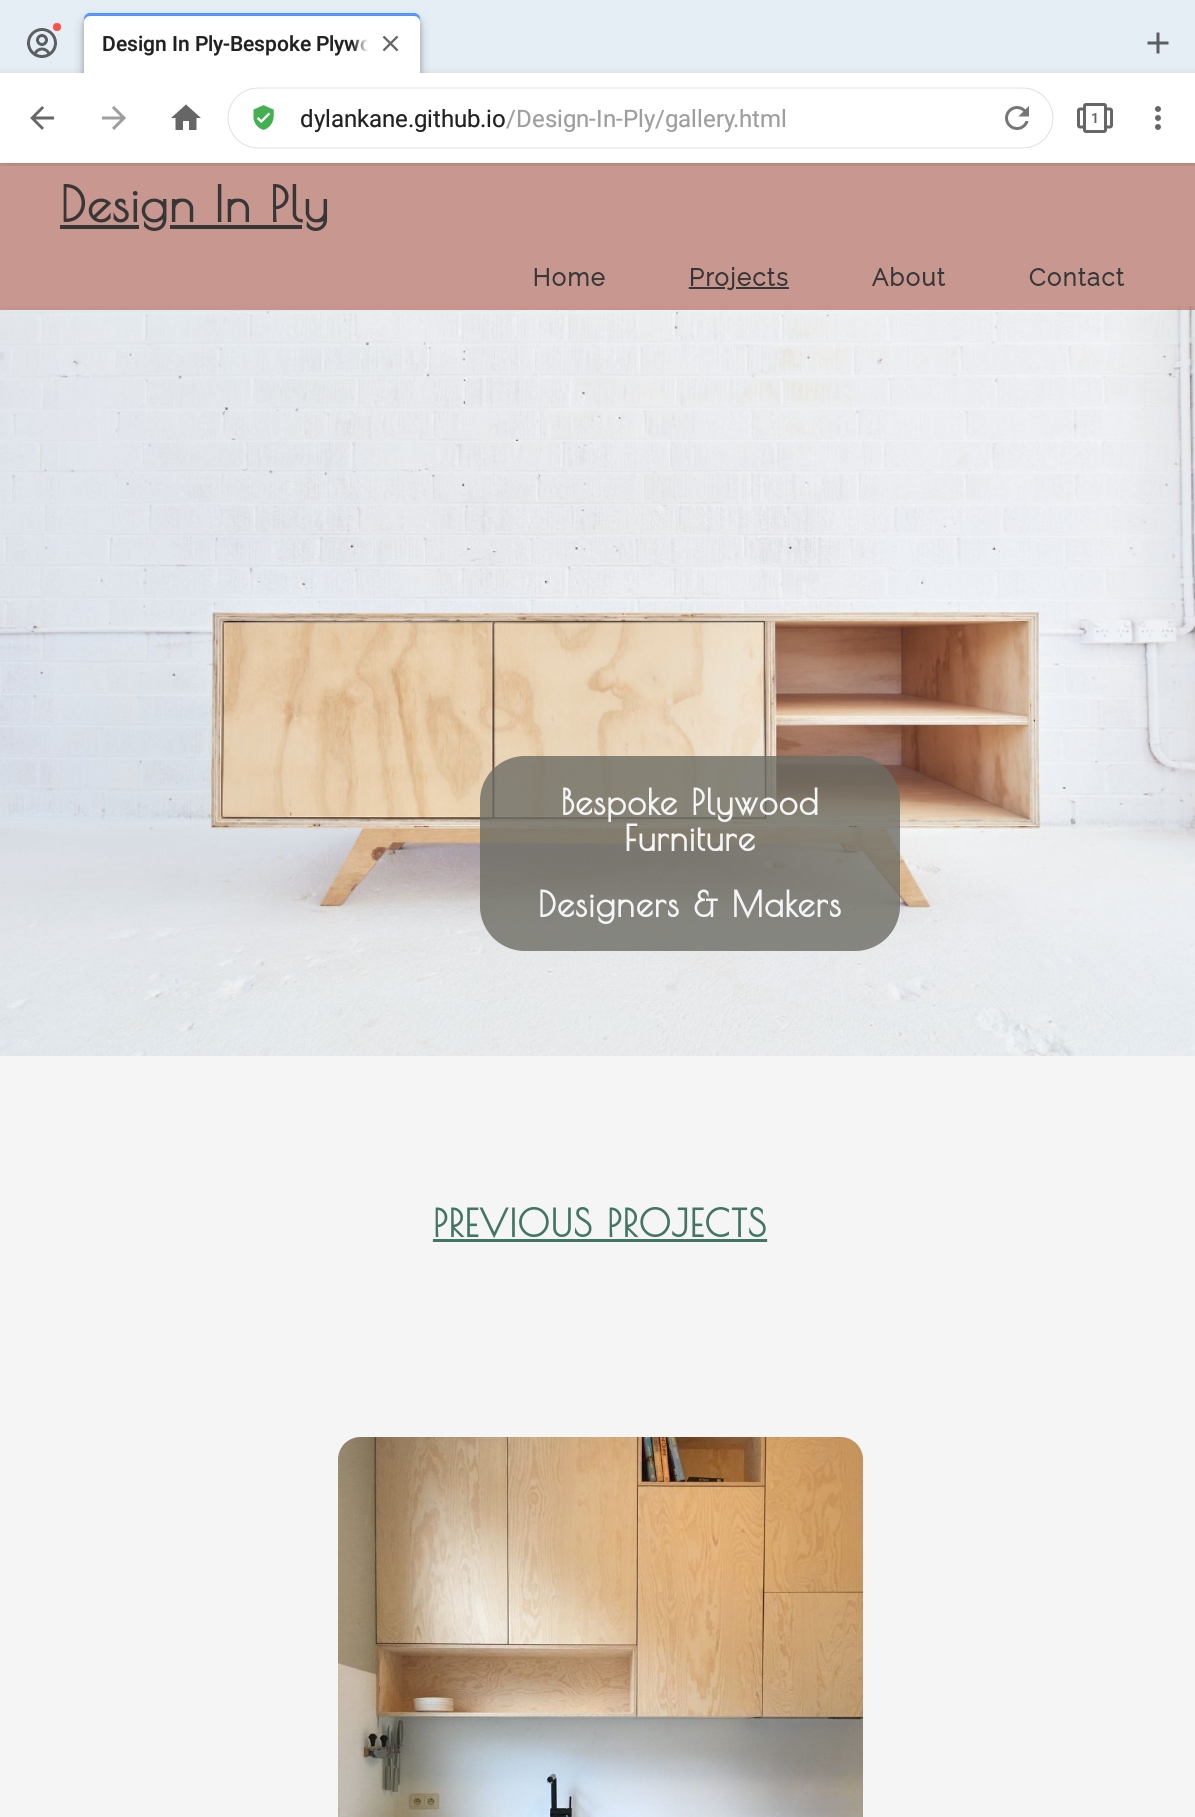 Design In Ply-Bespoke Plyw
dylankane.github.io/Design-In-Ply/gallery.html
1
Design In Ply
Home Projects About Contact
Bespoke Plywood
Furniture
Designers & Makers
PREVIOUS PROJECTS